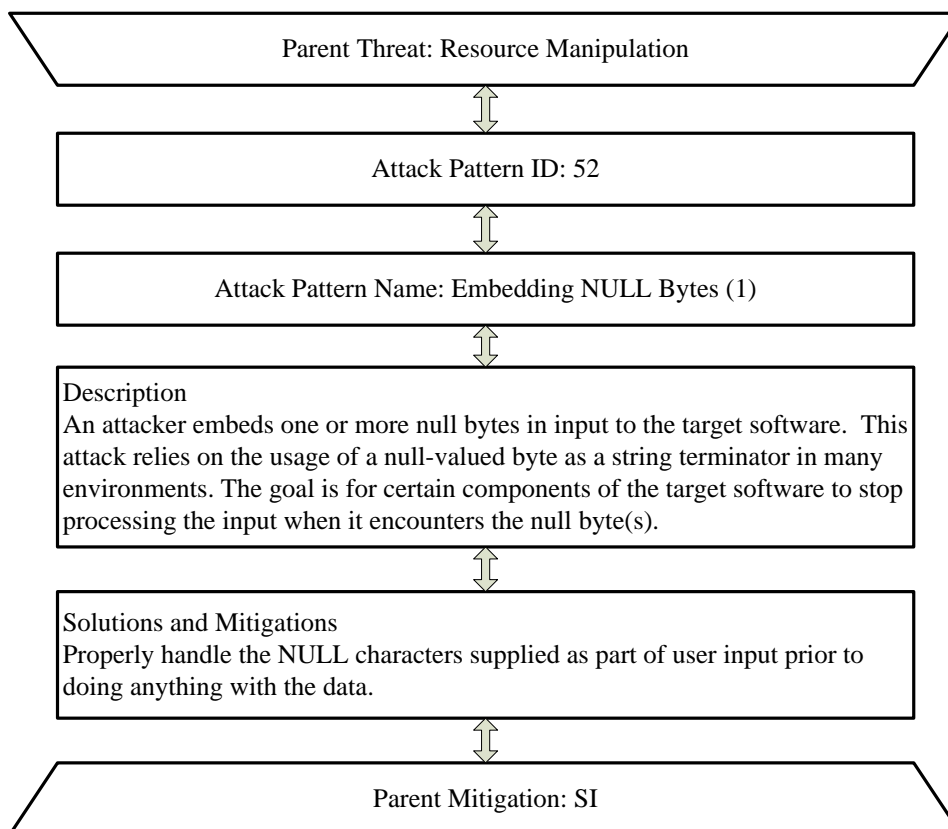 Parent Threat: Resource Manipulation
Attack Pattern ID: 52
Attack Pattern Name: Embedding NULL Bytes (1)
Description
An attacker embeds one or more null bytes in input to the target software.  This
attack relies on the usage of a null-valued byte as a string terminator in many
environments. The goal is for certain components of the target software to stop
processing the input when it encounters the null byte(s).
Solutions and Mitigations
Properly handle the NULL characters supplied as part of user input prior to
doing anything with the data.
Parent Mitigation: SI